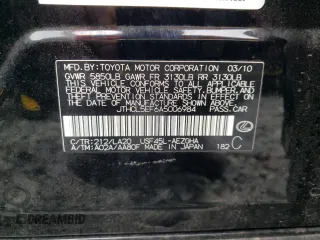 MFD. BY: TOYOTA MOTOR CORPORATION 03/10
GVWR 5850LB GAWR FR 3130LB RR 3130LB
THIS VEHICLE CONFORMS TO ALL APPLICABLE
FEDERAL MOTOR VEHICLE SAFETY, BUMPER, AND
THEFT PREVENTION STANDARDS IN EFFECT ON
THE DATE OF MANUFACTURE SHOWN ABOVE.
JTHCL5EF6A5006984 PASS. CAR
C/TR:212/LA20 USF45L-AEZGHA
A/TM:A02A/AA80F MADE IN JAPAN 182 C
DREAMBID